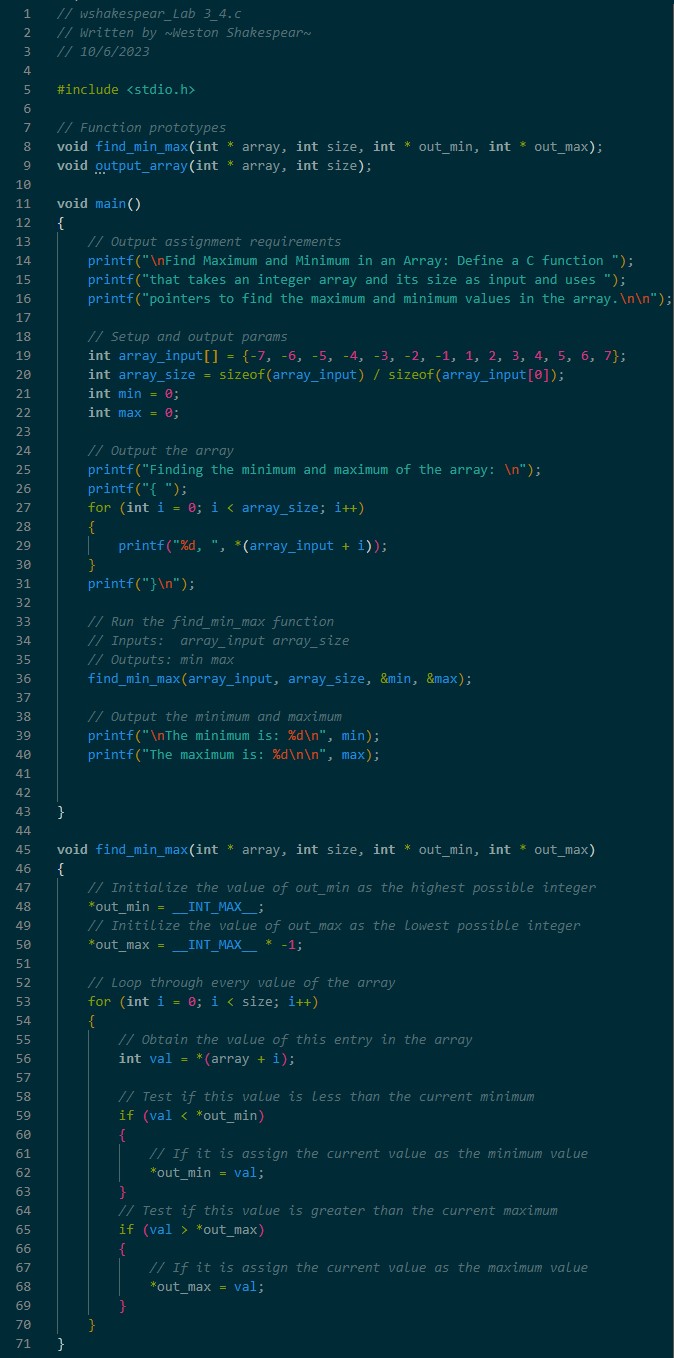 1 // wshakespear_Lab 3_4.c
2 // Written by ~Weston Shakespear~
3 // 10/6/2023
4
5 #include <stdio.h>
6
7 // Function prototypes
8 void find_min_max(int * array, int size, int * out_min, int * out_max);
9 void output_array(int * array, int size);
10
11 void main()
12 {
13     // Output assignment requirements
14     printf("\nFind Maximum and Minimum in an Array: Define a C function ");
15     printf("that takes an integer array and its size as input and uses ");
16     printf("pointers to find the maximum and minimum values in the array.\n\n");
17
18     // Setup and output params
19     int array_input[] = {-7, -6, -5, -4, -3, -2, -1, 1, 2, 3, 4, 5, 6, 7};
20     int array_size = sizeof(array_input) / sizeof(array_input[0]);
21     int min = 0;
22     int max = 0;
23
24     // Output the array
25     printf("Finding the minimum and maximum of the array: \n");
26     printf("{ ");
27     for (int i = 0; i < array_size; i++)
28     {
29         printf("%d, ", *(array_input + i));
30     }
31     printf("}\n");
32
33     // Run the find_min_max function
34     // Inputs:  array_input array_size
35     // Outputs: min max
36     find_min_max(array_input, array_size, &min, &max);
37
38     // Output the minimum and maximum
39     printf("\nThe minimum is: %d\n", min);
40     printf("The maximum is: %d\n\n", max);
41
42
43 }
44
45 void find_min_max(int * array, int size, int * out_min, int * out_max)
46 {
47     // Initialize the value of out_min as the highest possible integer
48     *out_min = __INT_MAX__;
49     // Initilize the value of out_max as the lowest possible integer
50     *out_max = __INT_MAX__ * -1;
51
52     // Loop through every value of the array
53     for (int i = 0; i < size; i++)
54     {
55         // Obtain the value of this entry in the array
56         int val = *(array + i);
57
58         // Test if this value is less than the current minimum
59         if (val < *out_min)
60         {
61             // If it is assign the current value as the minimum value
62             *out_min = val;
63         }
64         // Test if this value is greater than the current maximum
65         if (val > *out_max)
66         {
67             // If it is assign the current value as the maximum value
68             *out_max = val;
69         }
70     }
71 }